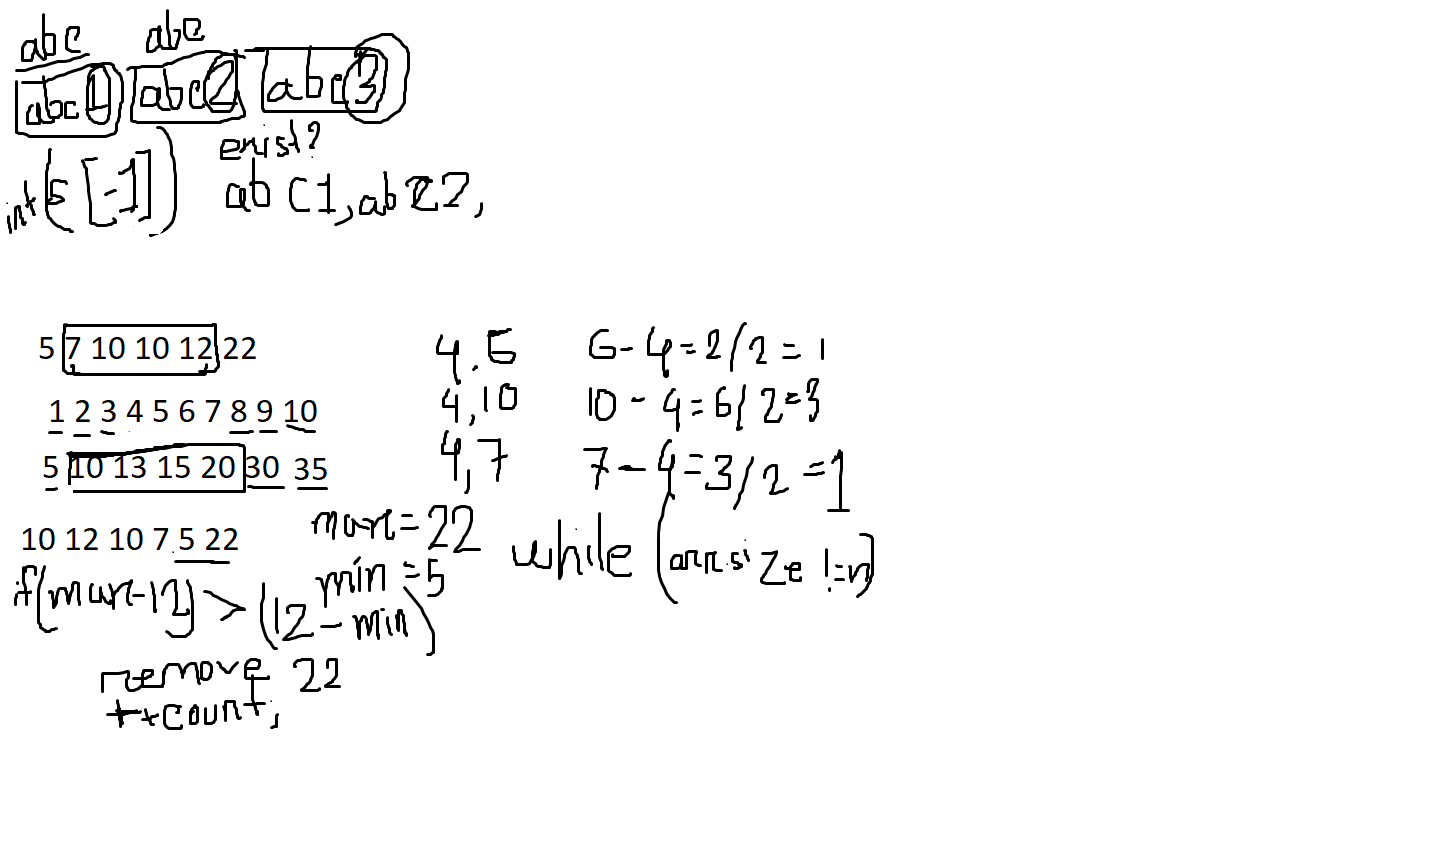 abc abc
abc1 abc2 abc3
int(s[-1]) exist?
abc1, ab22,
5 7 10 10 12 22
4,6 6-4=2/2=1
1 2 3 4 5 6 7 8 9 10
4,10 10-4=6/2=3
5 10 13 15 20 30 35
4,7 7-4=3/2=1
10 12 10 7 5 22
max=22
min=5
while (arr.size!=n)
if(max-12)>(12-min)
remove 22
++count;